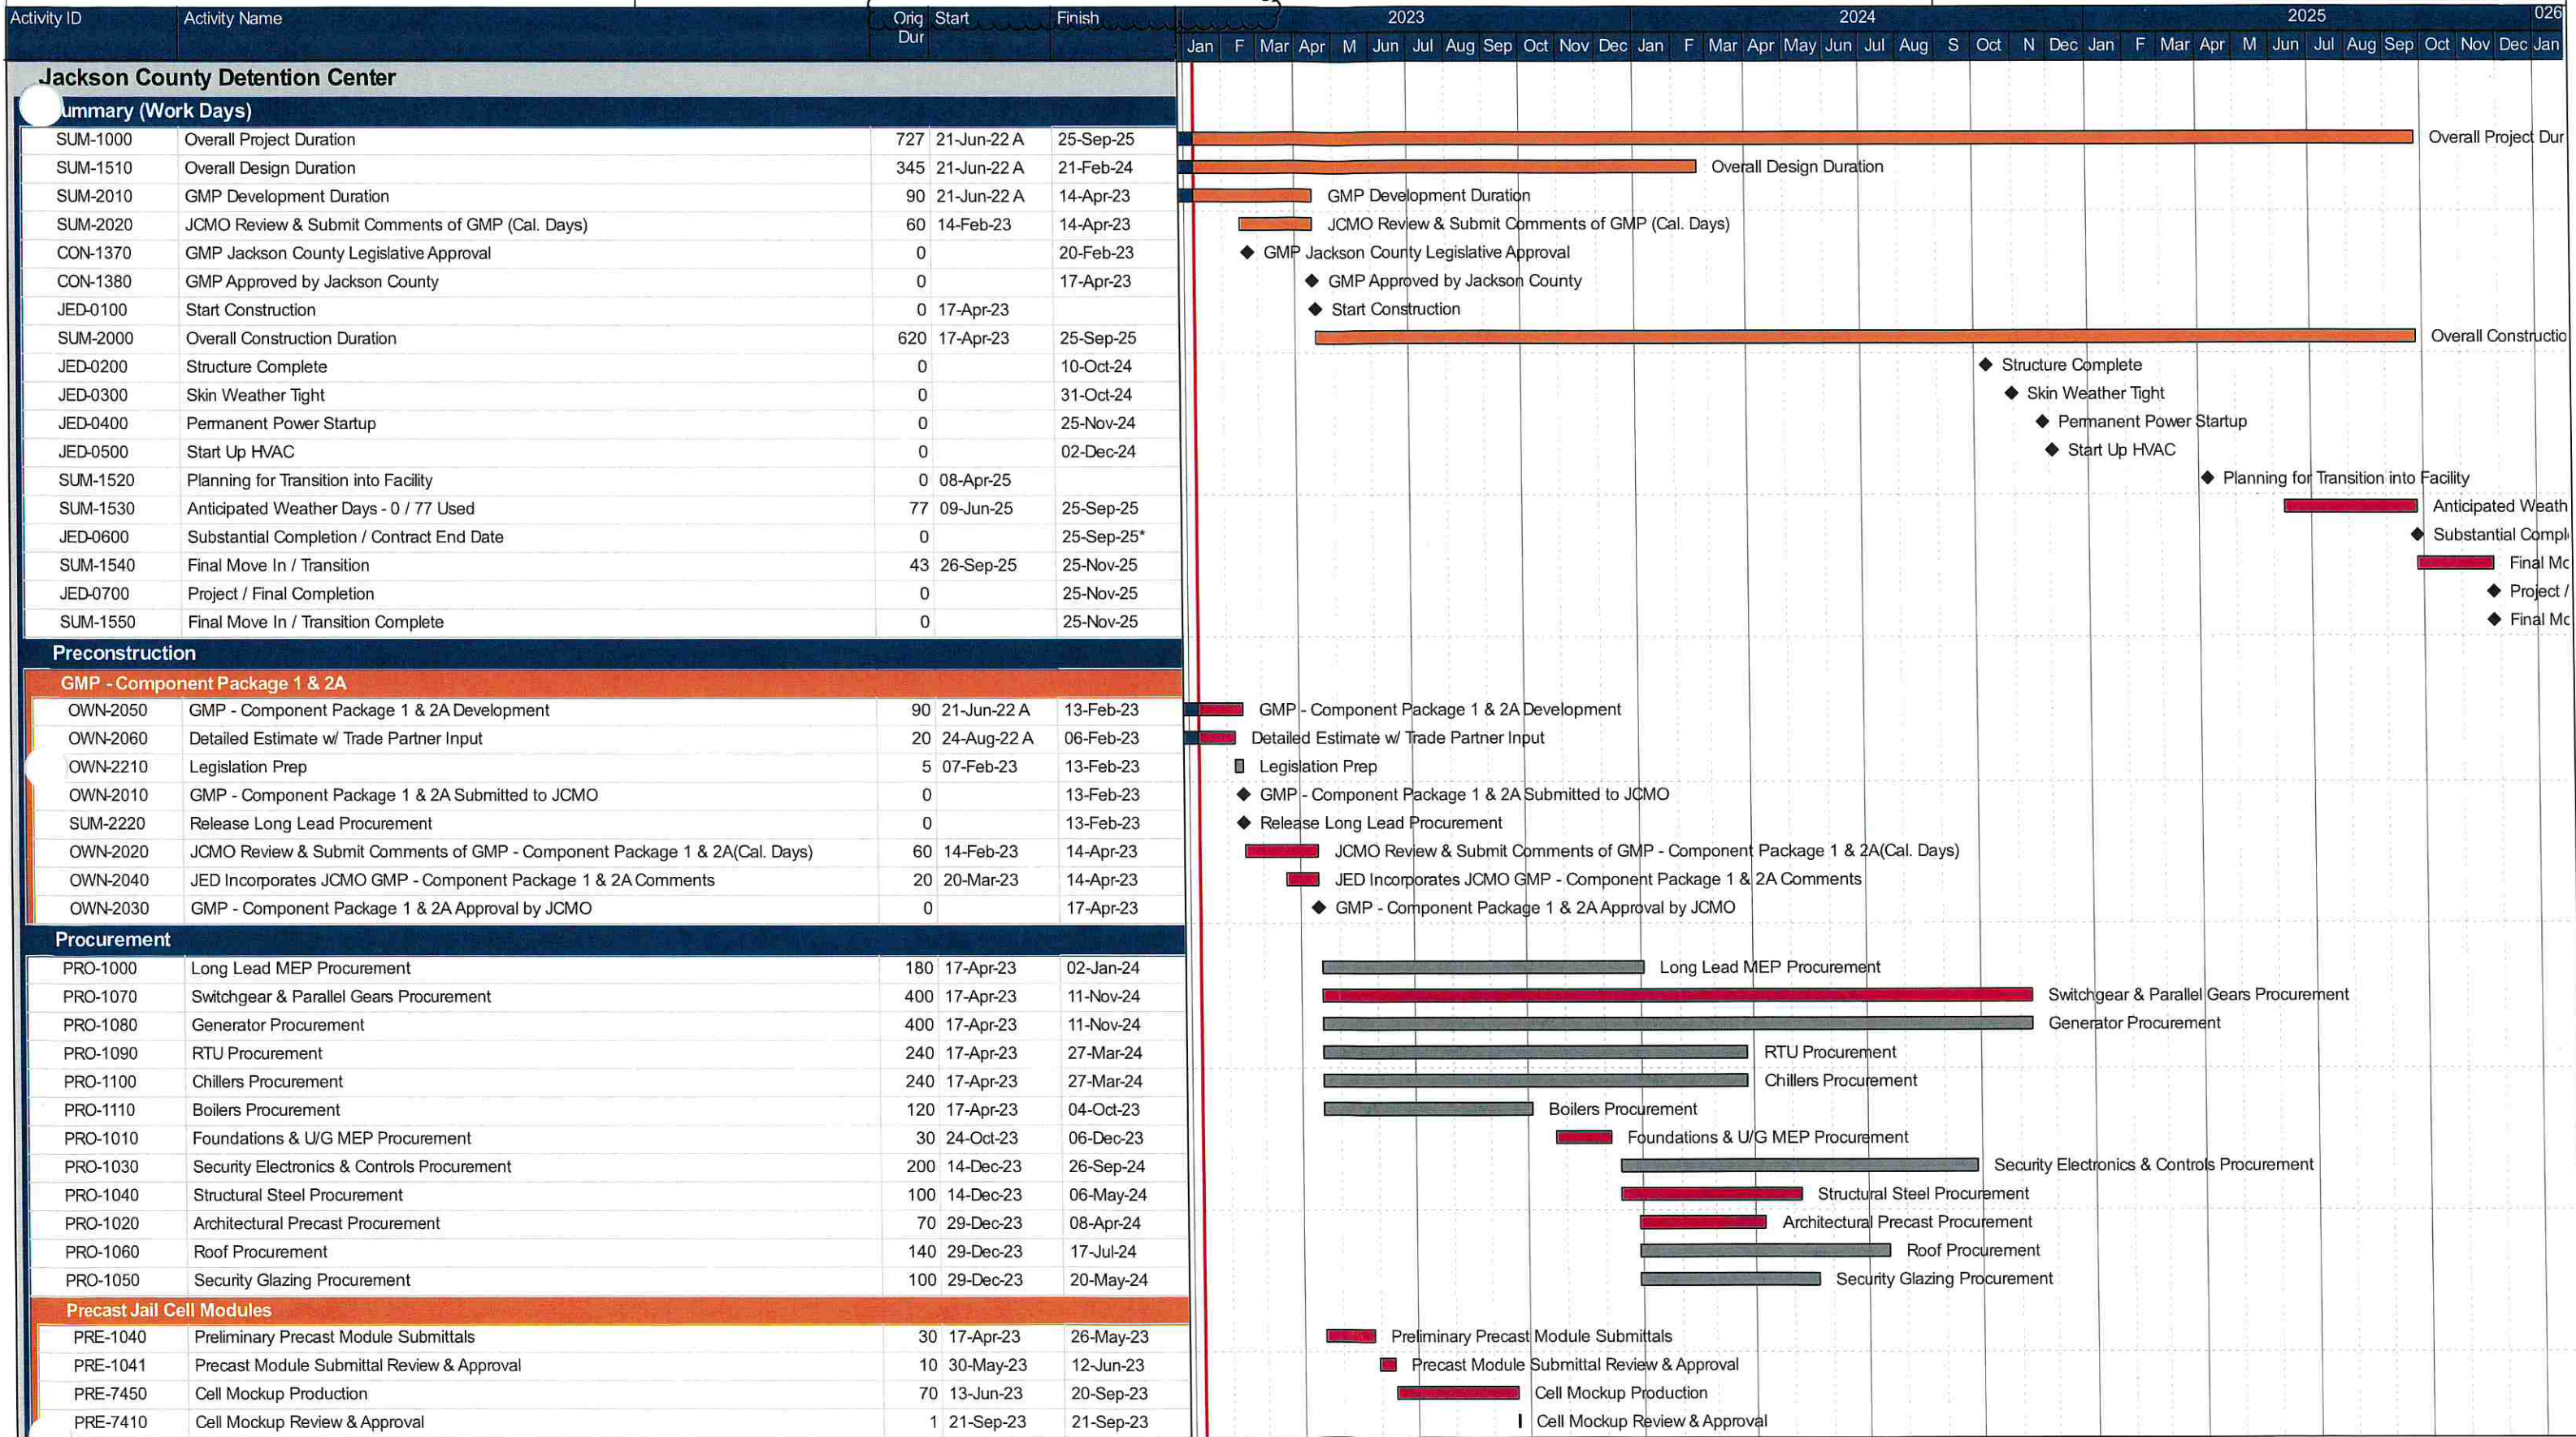 Activity ID Activity Name Orig Dur Start Finish 2023 2024 2025 026
Jan F Mar Apr M Jun Jul Aug Sep Oct Nov Dec Jan F Mar Apr May Jun Jul Aug S Oct N Dec Jan F Mar Apr M Jun Jul Aug Sep Oct Nov Dec Jan
Jackson County Detention Center
ummary (Work Days)
SUM-1000 Overall Project Duration 727 21-Jun-22 A 25-Sep-25 Overall Project Dur
SUM-1510 Overall Design Duration 345 21-Jun-22 A 21-Feb-24 Overall Design Duration
SUM-2010 GMP Development Duration 90 21-Jun-22 A 14-Apr-23 GMP Development Duration
SUM-2020 JCMO Review & Submit Comments of GMP (Cal. Days) 60 14-Feb-23 14-Apr-23 JCMO Review & Submit Comments of GMP (Cal. Days)
CON-1370 GMP Jackson County Legislative Approval 0 20-Feb-23 GMP Jackson County Legislative Approval
CON-1380 GMP Approved by Jackson County 0 17-Apr-23 GMP Approved by Jackson County
JED-0100 Start Construction 0 17-Apr-23 Start Construction
SUM-2000 Overall Construction Duration 620 17-Apr-23 25-Sep-25 Overall Constructio
JED-0200 Structure Complete 0 10-Oct-24 Structure Complete
JED-0300 Skin Weather Tight 0 31-Oct-24 Skin Weather Tight
JED-0400 Permanent Power Startup 0 25-Nov-24 Permanent Power Startup
JED-0500 Start Up HVAC 0 02-Dec-24 Start Up HVAC
SUM-1520 Planning for Transition into Facility 0 08-Apr-25 Planning for Transition into Facility
SUM-1530 Anticipated Weather Days - 0 / 77 Used 77 09-Jun-25 25-Sep-25 Anticipated Weath
JED-0600 Substantial Completion / Contract End Date 0 25-Sep-25* Substantial Compl
SUM-1540 Final Move In / Transition 43 26-Sep-25 25-Nov-25 Final Mo
JED-0700 Project / Final Completion 0 25-Nov-25 Project /
SUM-1550 Final Move In / Transition Complete 0 25-Nov-25 Final Mo
Preconstruction
GMP - Component Package 1 & 2A
OWN-2050 GMP - Component Package 1 & 2A Development 90 21-Jun-22 A 13-Feb-23 GMP - Component Package 1 & 2A Development
OWN-2060 Detailed Estimate w/ Trade Partner Input 20 24-Aug-22 A 06-Feb-23 Detailed Estimate w/ Trade Partner Input
OWN-2210 Legislation Prep 5 07-Feb-23 13-Feb-23 Legislation Prep
OWN-2010 GMP - Component Package 1 & 2A Submitted to JCMO 0 13-Feb-23 GMP - Component Package 1 & 2A Submitted to JCMO
SUM-2220 Release Long Lead Procurement 0 13-Feb-23 Release Long Lead Procurement
OWN-2020 JCMO Review & Submit Comments of GMP - Component Package 1 & 2A(Cal. Days) 60 14-Feb-23 14-Apr-23 JCMO Review & Submit Comments of GMP - Component Package 1 & 2A(Cal. Days)
OWN-2040 JED Incorporates JCMO GMP - Component Package 1 & 2A Comments 20 20-Mar-23 14-Apr-23 JED Incorporates JCMO GMP - Component Package 1 & 2A Comments
OWN-2030 GMP - Component Package 1 & 2A Approval by JCMO 0 17-Apr-23 GMP - Component Package 1 & 2A Approval by JCMO
Procurement
PRO-1000 Long Lead MEP Procurement 180 17-Apr-23 02-Jan-24 Long Lead MEP Procurement
PRO-1070 Switchgear & Parallel Gears Procurement 400 17-Apr-23 11-Nov-24 Switchgear & Parallel Gears Procurement
PRO-1080 Generator Procurement 400 17-Apr-23 11-Nov-24 Generator Procurement
PRO-1090 RTU Procurement 240 17-Apr-23 27-Mar-24 RTU Procurement
PRO-1100 Chillers Procurement 240 17-Apr-23 27-Mar-24 Chillers Procurement
PRO-1110 Boilers Procurement 120 17-Apr-23 04-Oct-23 Boilers Procurement
PRO-1010 Foundations & U/G MEP Procurement 30 24-Oct-23 06-Dec-23 Foundations & U/G MEP Procurement
PRO-1030 Security Electronics & Controls Procurement 200 14-Dec-23 26-Sep-24 Security Electronics & Controls Procurement
PRO-1040 Structural Steel Procurement 100 14-Dec-23 06-May-24 Structural Steel Procurement
PRO-1020 Architectural Precast Procurement 70 29-Dec-23 08-Apr-24 Architectural Precast Procurement
PRO-1060 Roof Procurement 140 29-Dec-23 17-Jul-24 Roof Procurement
PRO-1050 Security Glazing Procurement 100 29-Dec-23 20-May-24 Security Glazing Procurement
Precast Jail Cell Modules
PRE-1040 Preliminary Precast Module Submittals 30 17-Apr-23 26-May-23 Preliminary Precast Module Submittals
PRE-1041 Precast Module Submittal Review & Approval 10 30-May-23 12-Jun-23 Precast Module Submittal Review & Approval
PRE-7450 Cell Mockup Production 70 13-Jun-23 20-Sep-23 Cell Mockup Production
PRE-7410 Cell Mockup Review & Approval 1 21-Sep-23 21-Sep-23 Cell Mockup Review & Approval